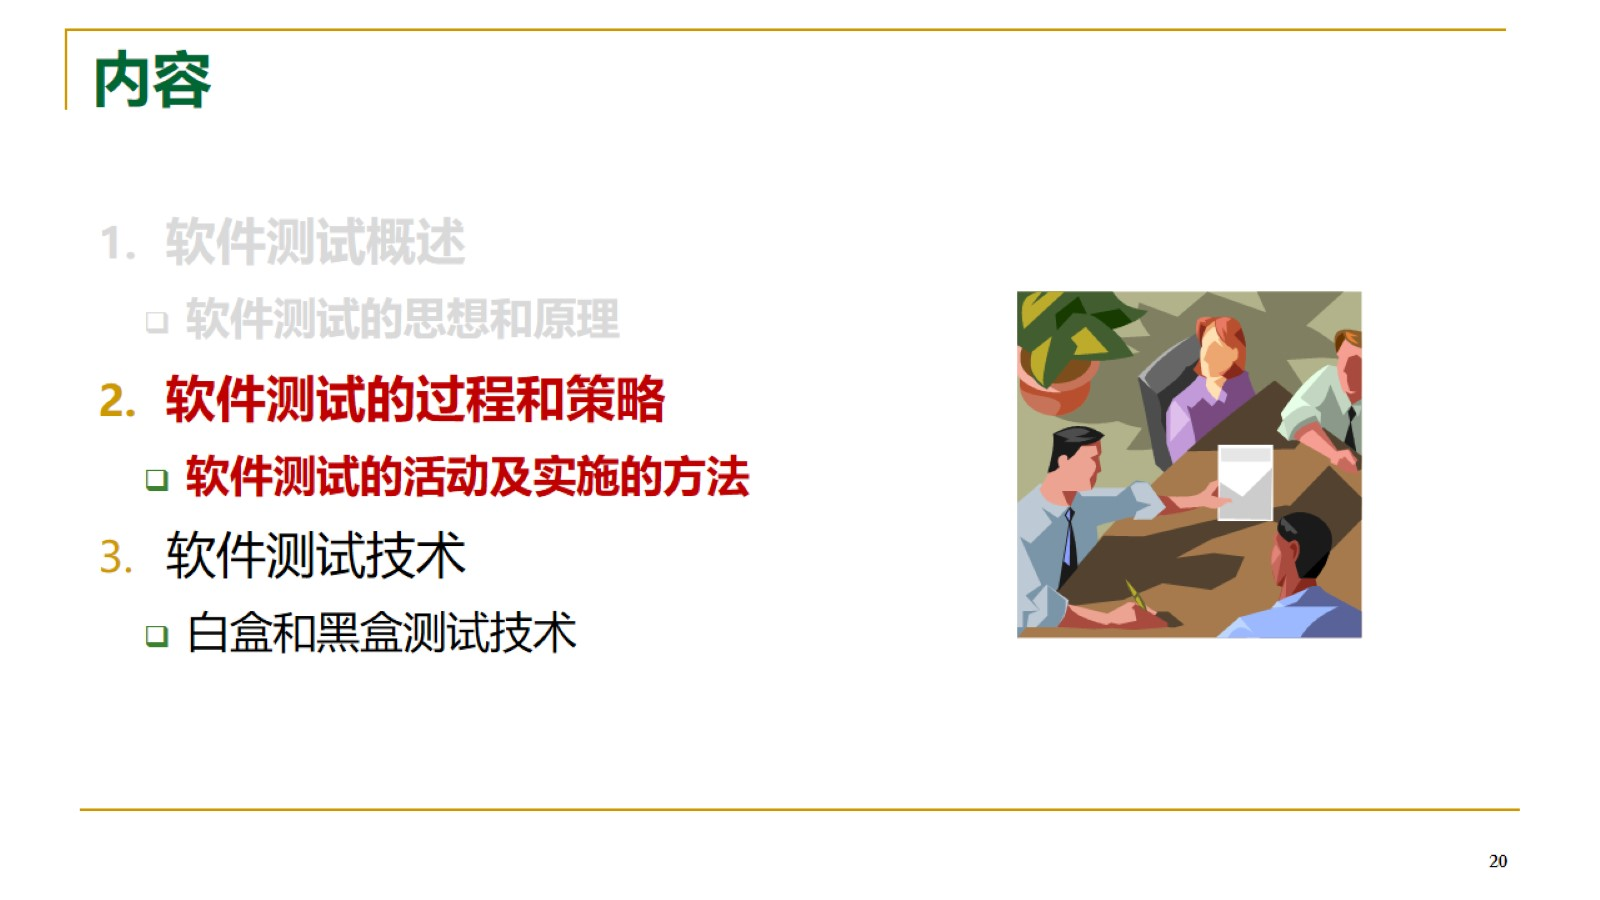 内容
1. 软件测试概述
❑ 软件测试的思想和原理
2. 软件测试的过程和策略
❑ 软件测试的活动及实施的方法
3. 软件测试技术
❑ 白盒和黑盒测试技术
20